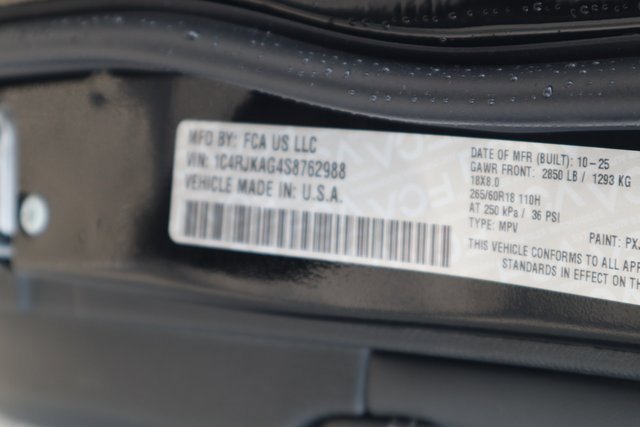 MFD BY: FCA US LLC
VIN: 1C4RJKAG4S8762988
VEHICLE MADE IN: U.S.A.
DATE OF MFR (BUILT): 10-25
GAWR FRONT: 2850 LB / 1293 KG
18X8.0
265/60R18 110H
AT 250 kPa / 36 PSI
TYPE: MPV
PAINT: PX
THIS VEHICLE CONFORMS TO ALL APP
STANDARDS IN EFFECT ON THE